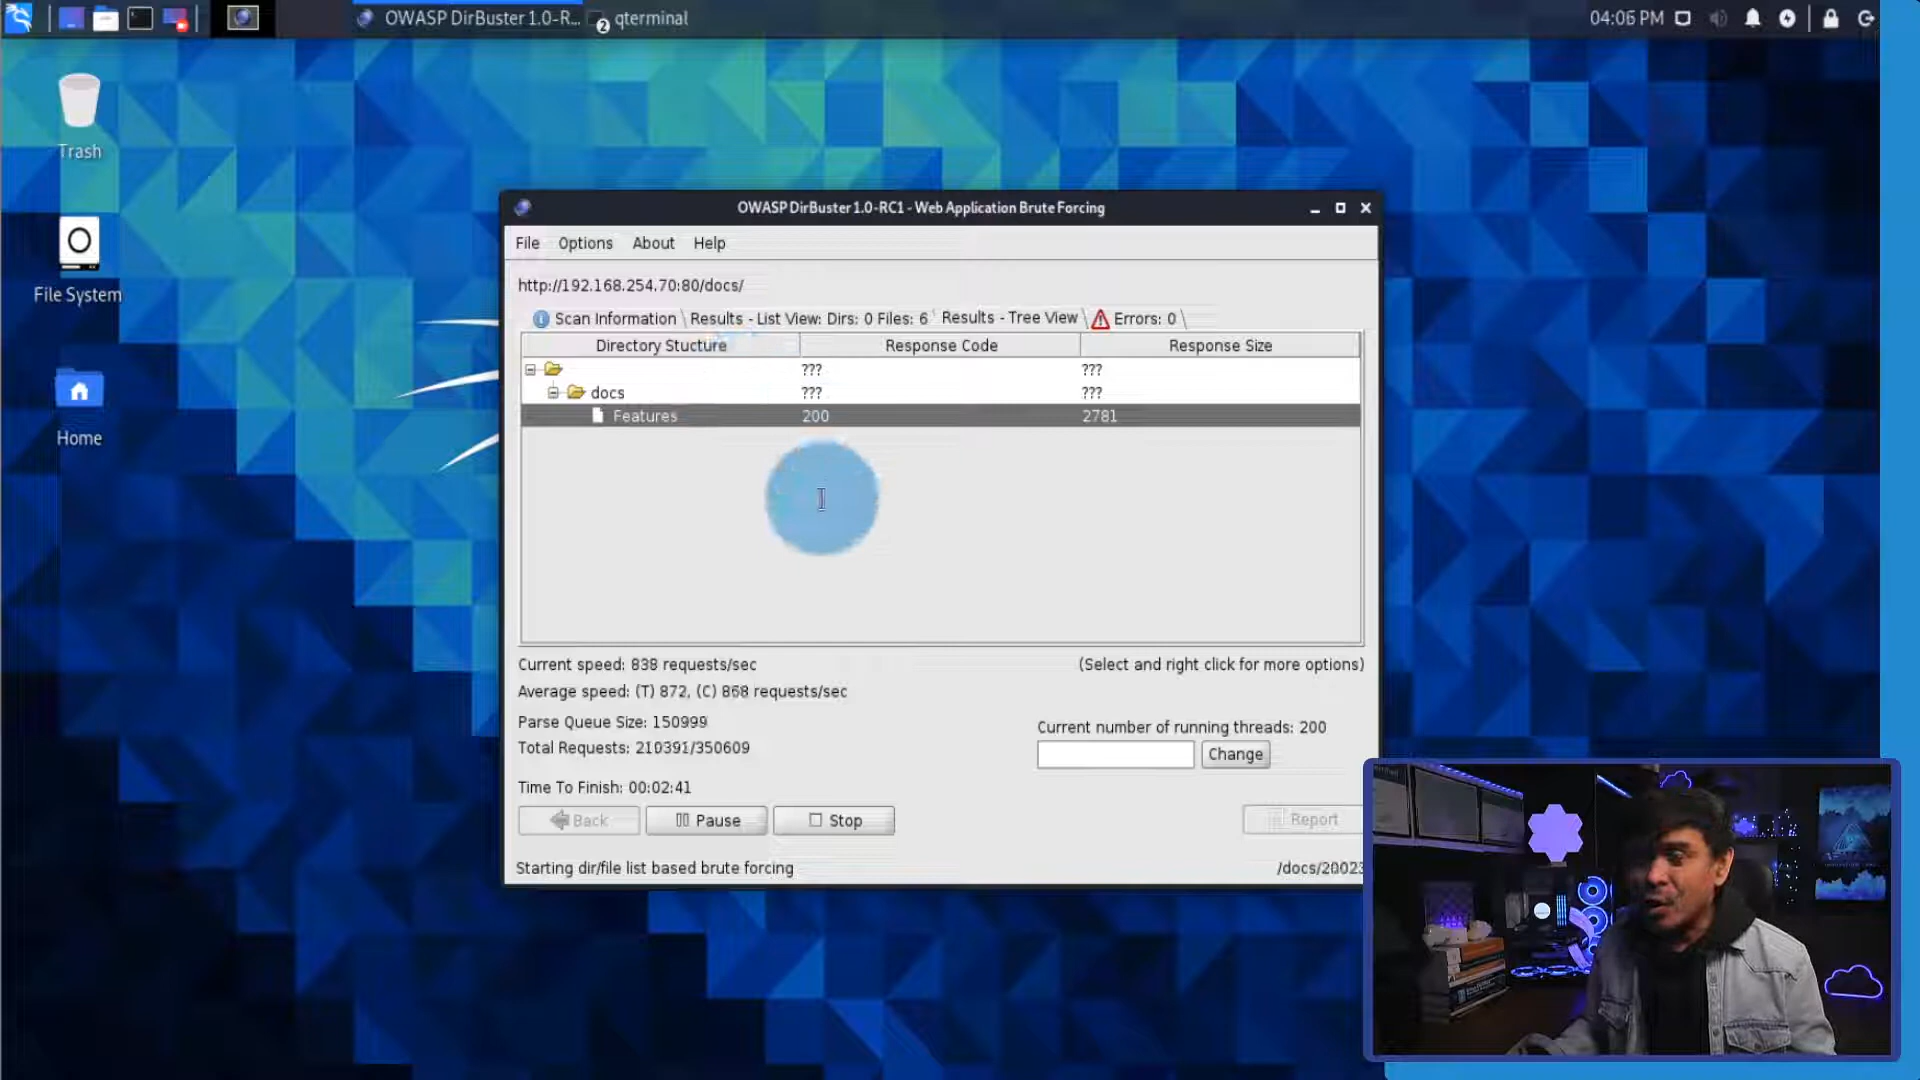 OWASP DirBuster 1.0-R...
2 qterminal
04:06 PM
Trash
File System
Home
OWASP DirBuster 1.0-RC1 - Web Application Brute Forcing
File Options About Help
http://192.168.254.70:80/docs/
Scan Information Results - List View: Dirs: 0 Files: 6 Results - Tree View Errors: 0
Directory Stucture Response Code Response Size
??? ???
docs ??? ???
Features 200 2781
Current speed: 838 requests/sec
(Select and right click for more options)
Average speed: (T) 872, (C) 868 requests/sec
Parse Queue Size: 150999
Total Requests: 210391/350609
Current number of running threads: 200
Change
Time To Finish: 00:02:41
Back Pause Stop Report
Starting dir/file list based brute forcing
/docs/20023